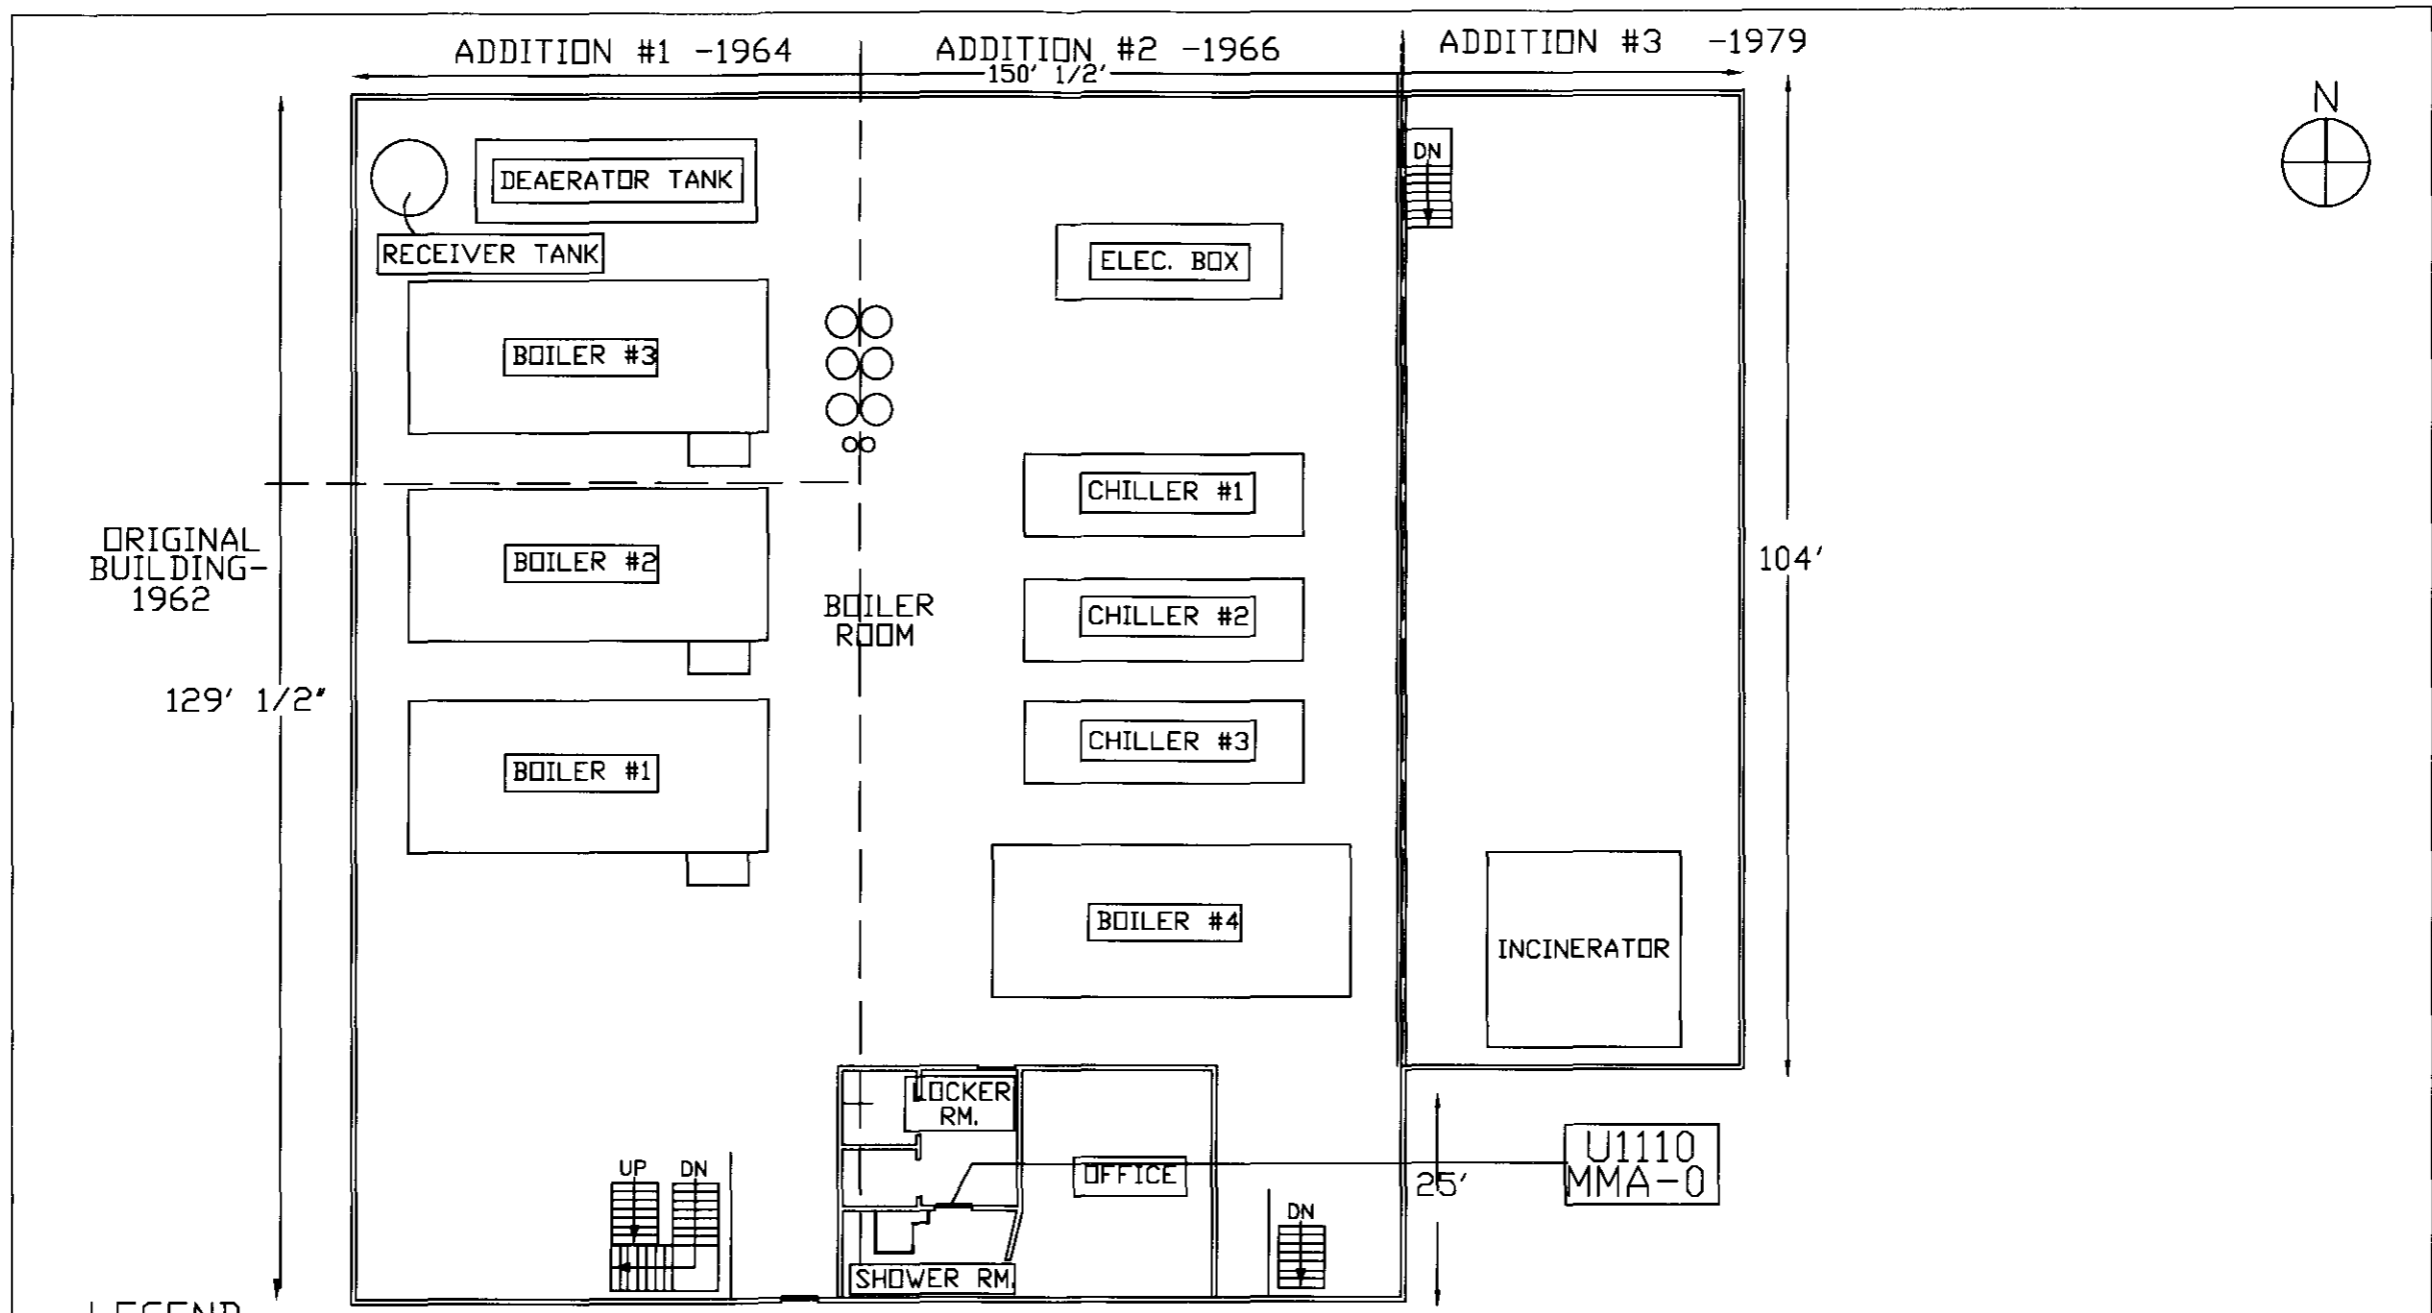 ADDITION #1 -1964
ADDITION #2 -1966
ADDITION #3 -1979
150' 1/2'
N
DN
DEAERATOR TANK
RECEIVER TANK
ELEC. BOX
BOILER #3
CHILLER #1
ORIGINAL
BUILDING-
1962
BOILER #2
104'
BOILER
ROOM
CHILLER #2
129' 1/2"
CHILLER #3
BOILER #1
BOILER #4
INCINERATOR
LOCKER
RM.
U1110
MMA-0
UP
DN
OFFICE
25'
DN
SHOWER RM.
LEGEND